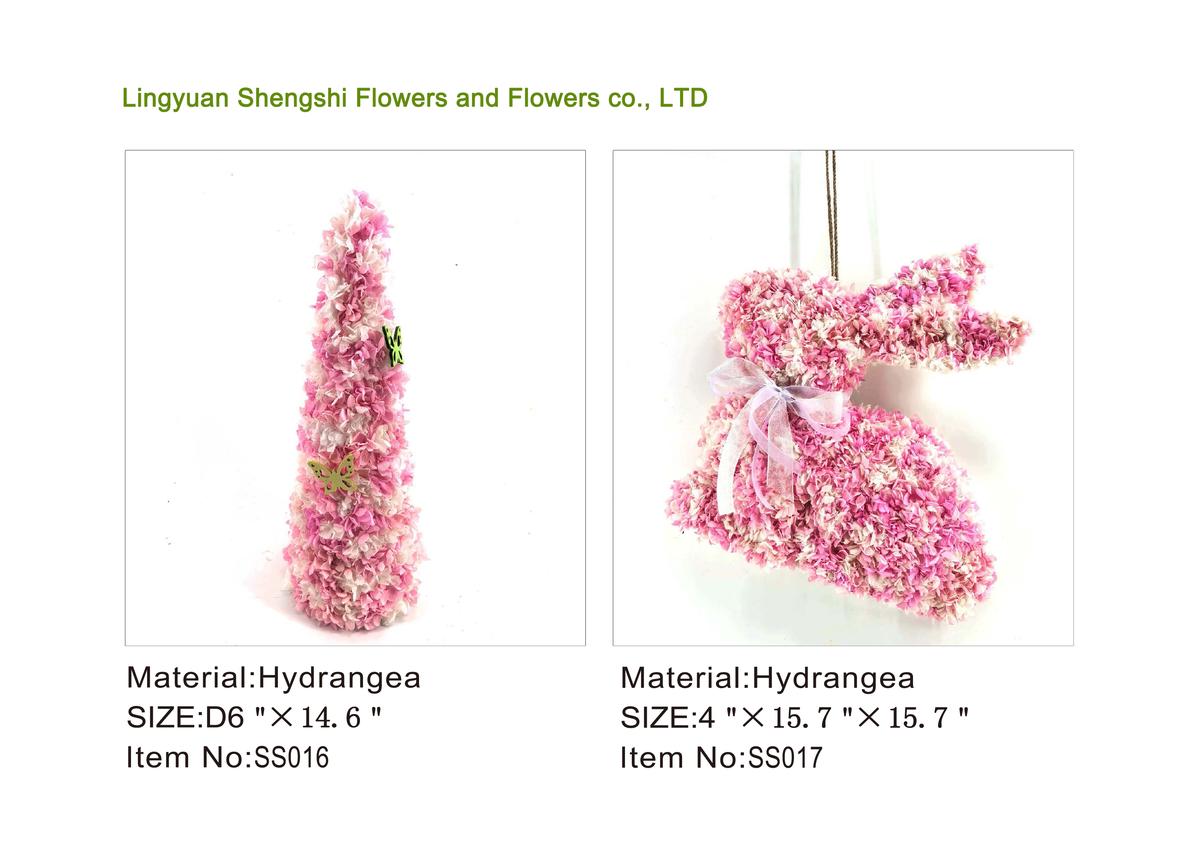 Lingyuan Shengshi Flowers and Flowers co., LTD
Material:Hydrangea
SIZE:D6 "×14.6 "
Item No:SS016
Material:Hydrangea
SIZE:4 "×15.7 "×15.7 "
Item No:SS017